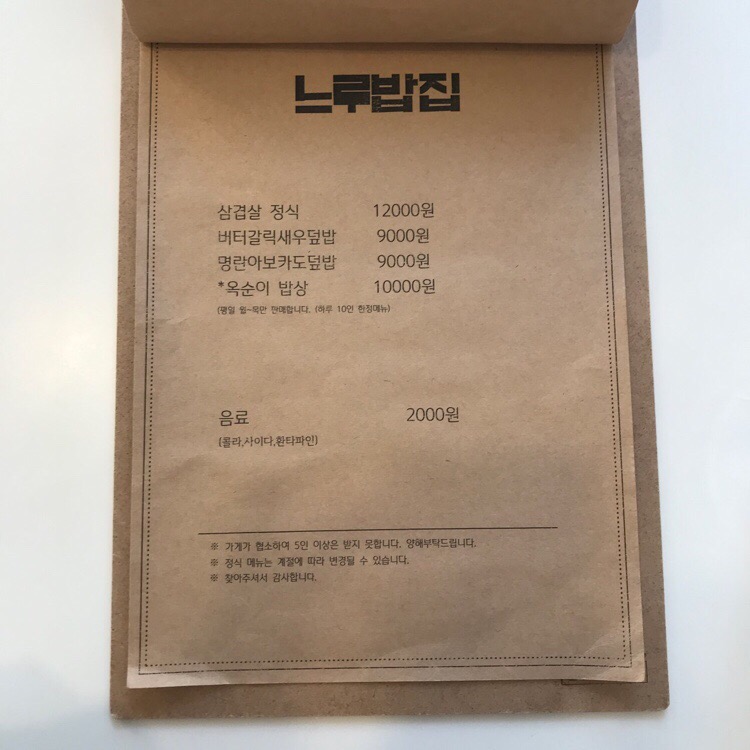 느루밥집
삼겹살 정식 12000원
버터갈릭새우덮밥 9000원
명란아보카도덮밥 9000원
*옥순이 밥상 10000원
(평일 월~목만 판매합니다. (하루 10인 한정메뉴)
음료 2000원
(콜라,사이다,환타파인)
※ 가게가 협소하여 5인 이상은 받지 못합니다. 양해부탁드립니다.
※ 정식 메뉴는 계절에 따라 변경될 수 있습니다.
※ 찾아주셔서 감사합니다.